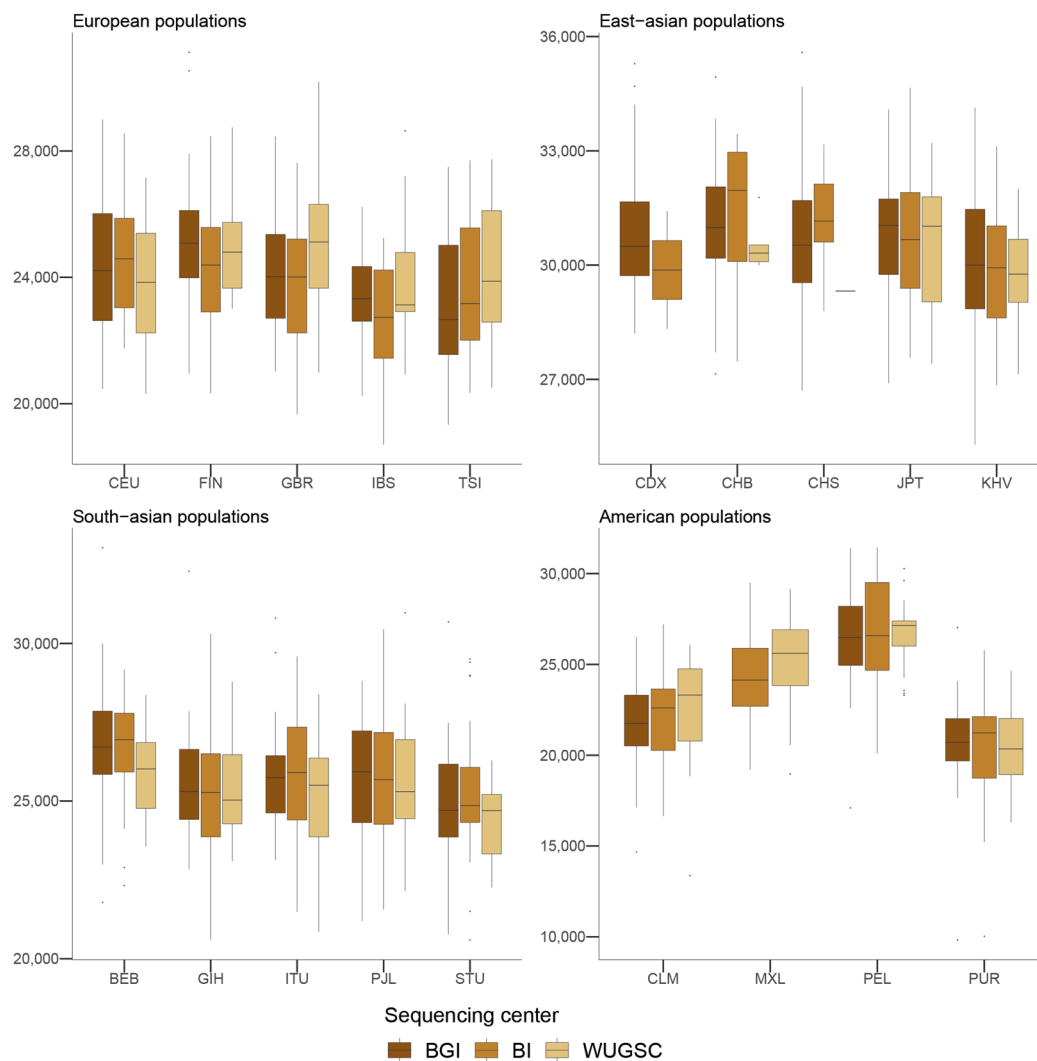 European populations
28,000
24,000
20,000
CEU FIN GBR IBS TSI
East-asian populations
36,000
33,000
30,000
27,000
CDX CHB CHS JPT KHV
South-asian populations
30,000
25,000
20,000
BEB GIH ITU PJL STU
American populations
30,000
25,000
20,000
15,000
10,000
CLM MXL PEL PUR
Sequencing center
BGI BI WUGSC